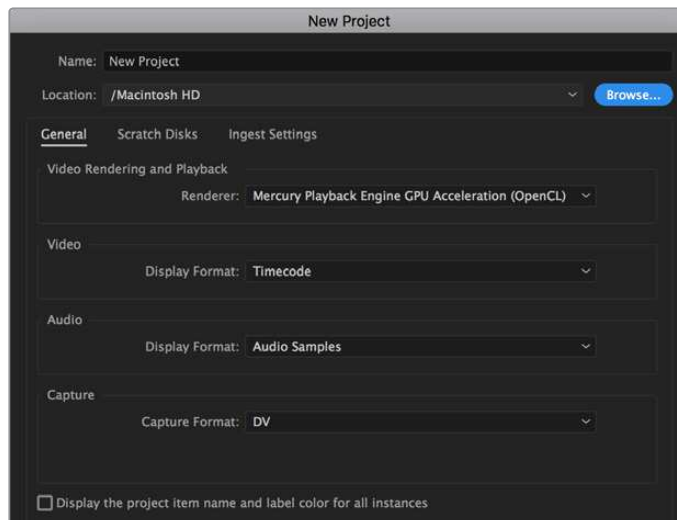 New Project
Name: New Project
Location: /Macintosh HD Browse...
General Scratch Disks Ingest Settings
Video Rendering and Playback
Renderer: Mercury Playback Engine GPU Acceleration (OpenCL)
Video
Display Format: Timecode
Audio
Display Format: Audio Samples
Capture
Capture Format: DV
Display the project item name and label color for all instances